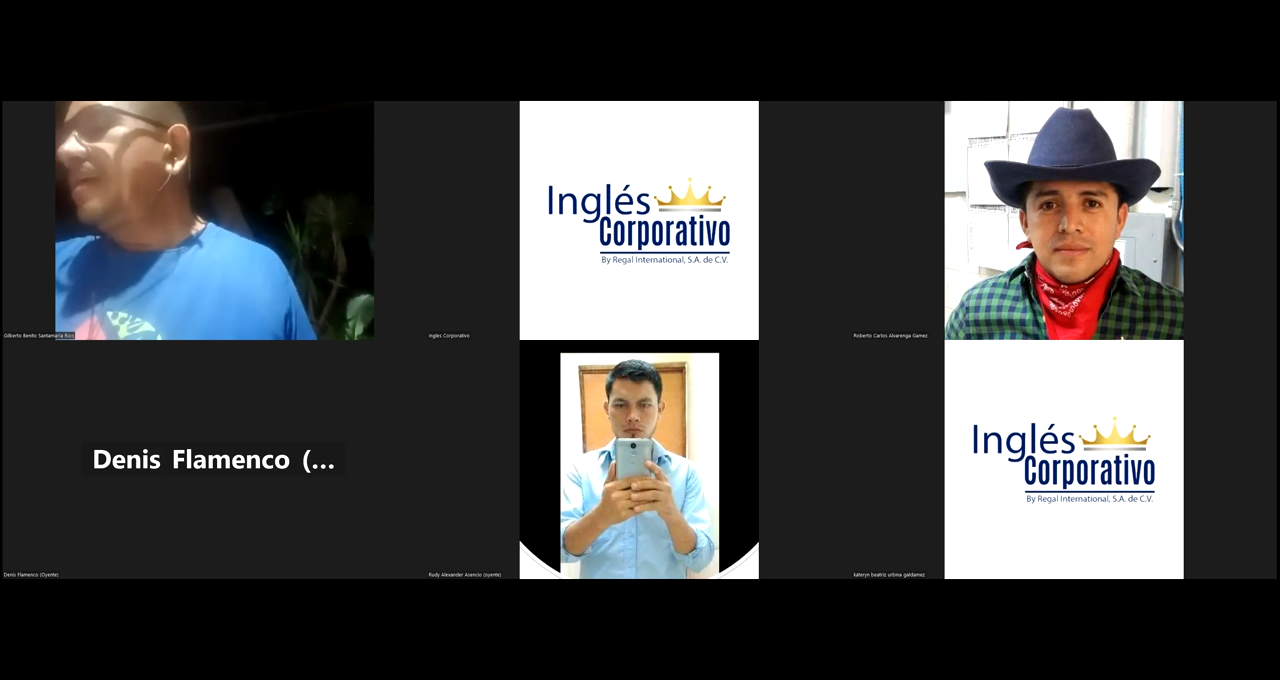 Inglés
Corporativo
By Regal International, S.A. de C.V.
Gilberto Benito Santamaria Rios
Ingles Corporativo
Roberto Carlos Alvarenga Gamez
Denis Flamenco (...
Inglés
Corporativo
By Regal International, S.A. de C.V.
Denis Flamenco (Oyente)
Rudy Alexander Asencio (oyente)
kateryn beatriz urbina galdamez